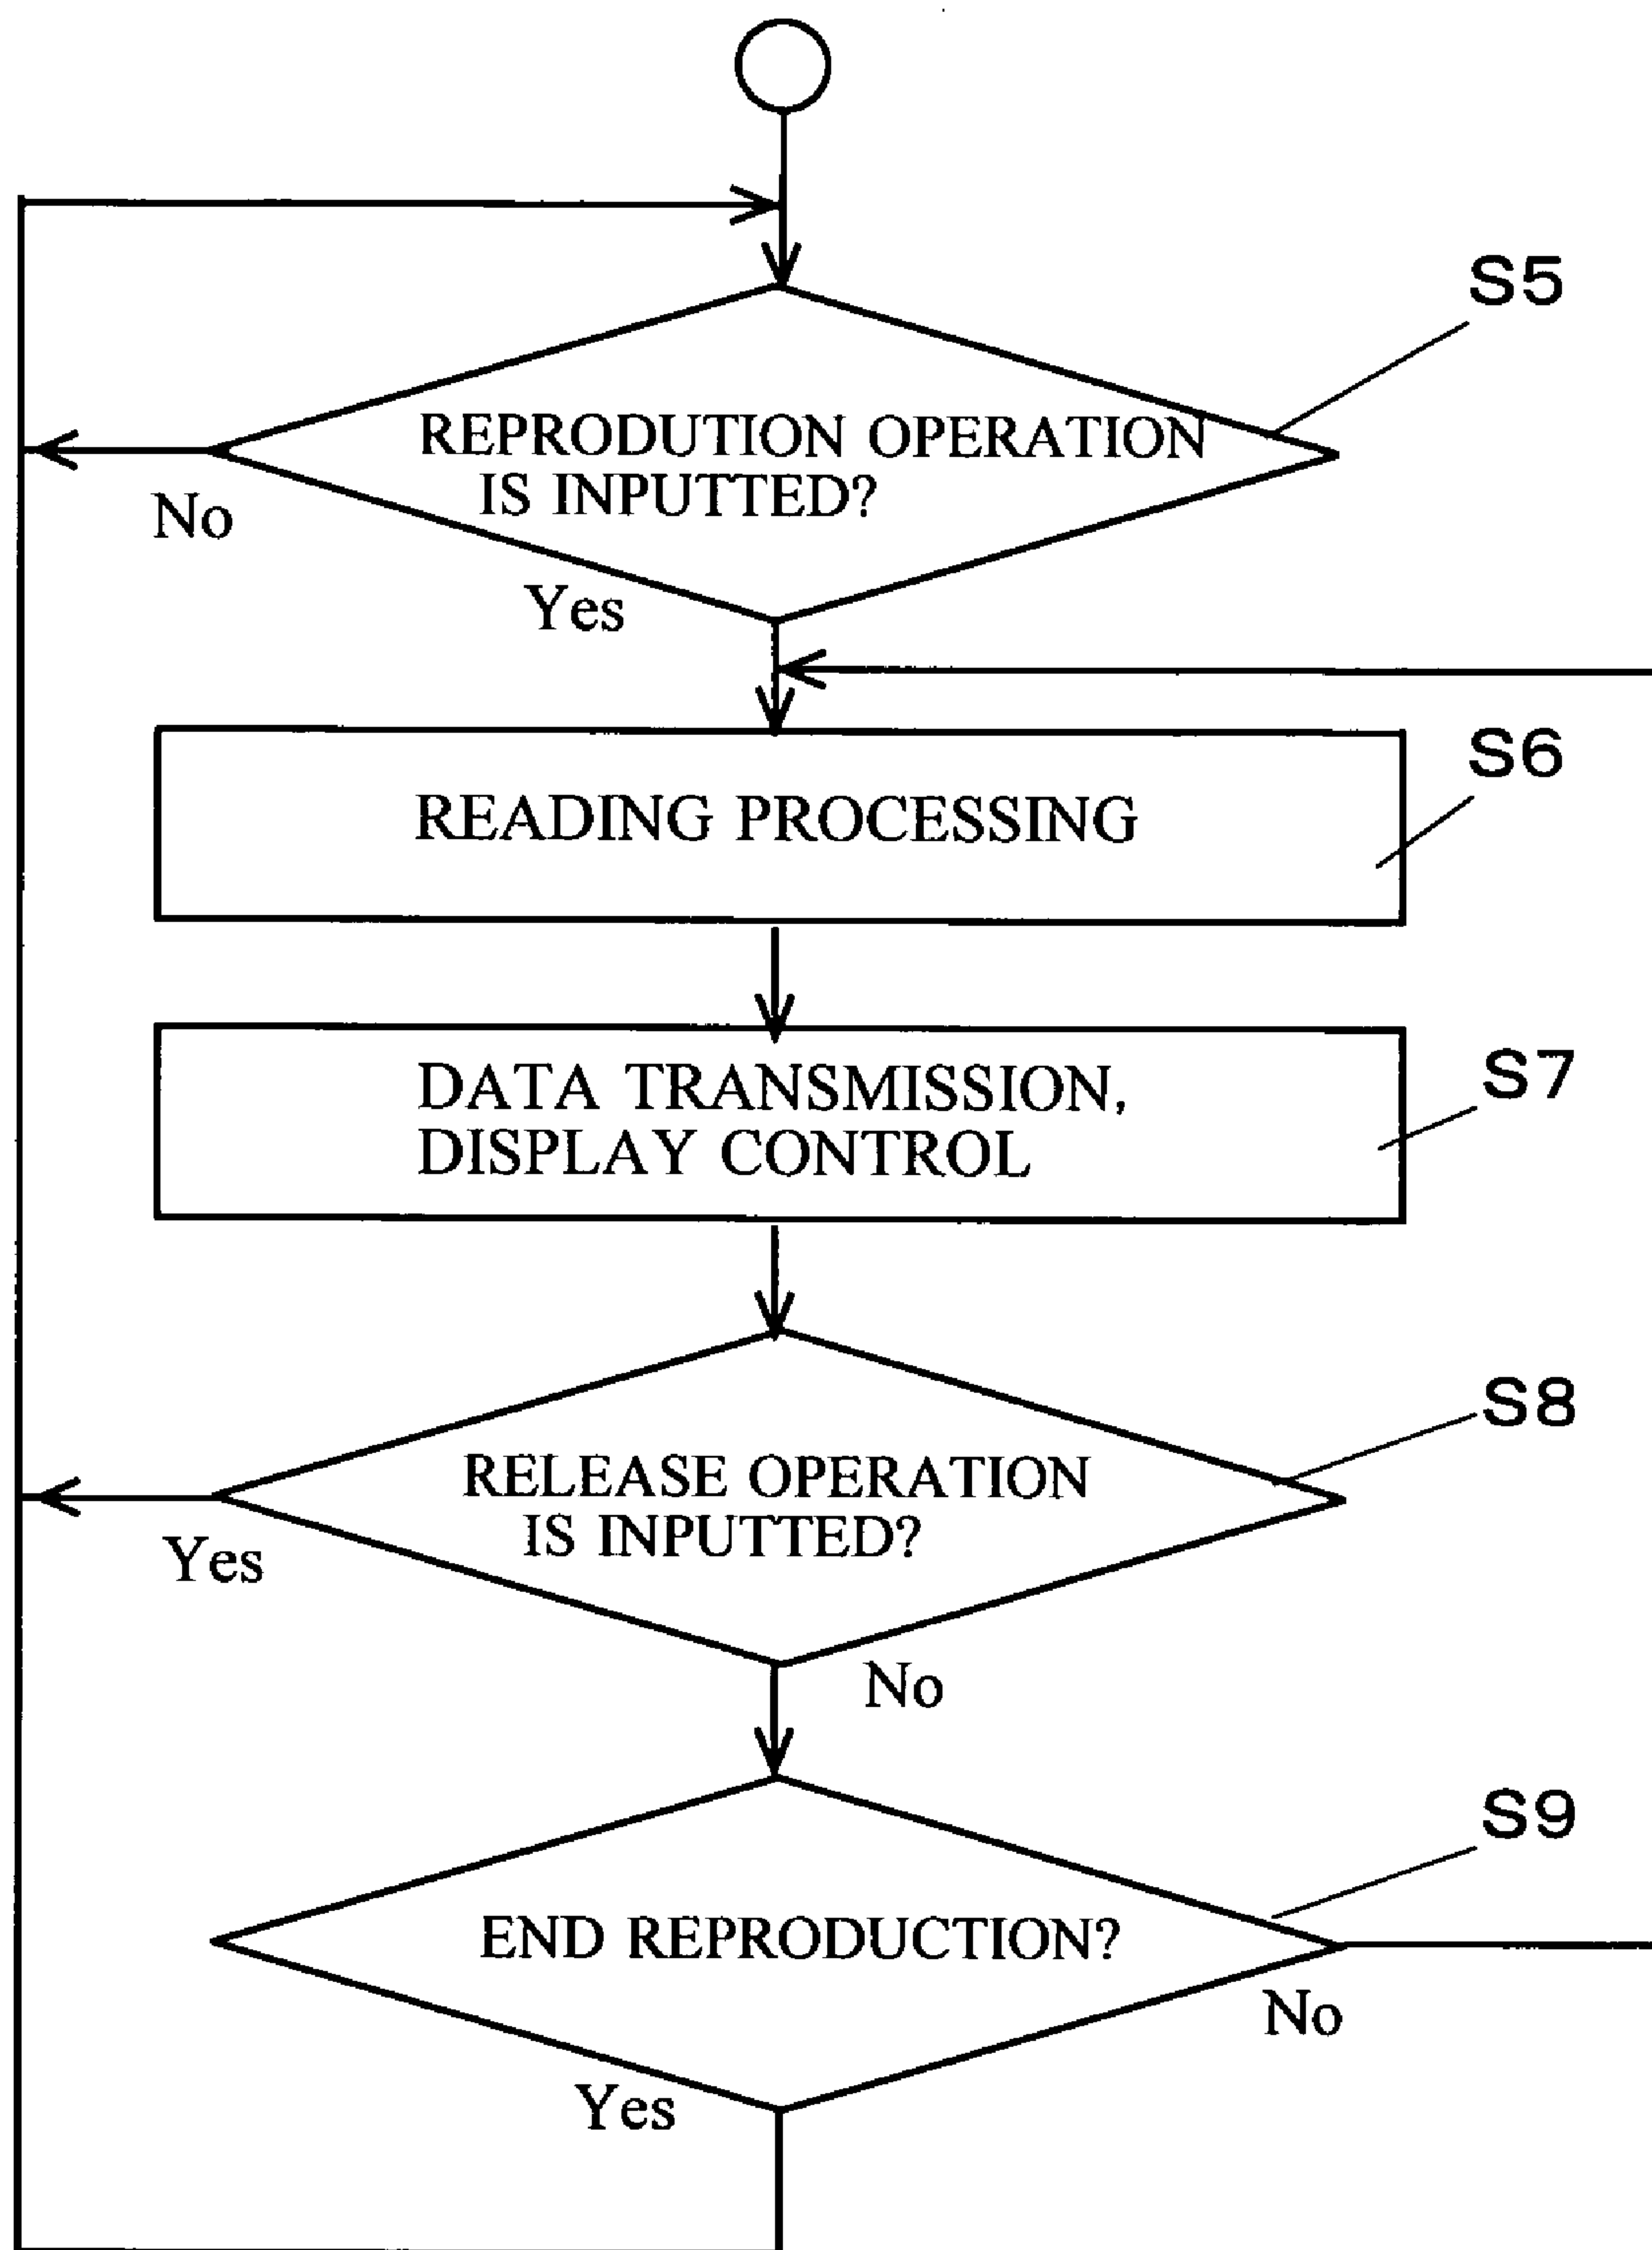 S5
REPRODUTION OPERATION
IS INPUTTED?
No
Yes
S6
READING PROCESSING
S7
DATA TRANSMISSION,
DISPLAY CONTROL
S8
RELEASE OPERATION
IS INPUTTED?
Yes
No
S9
END REPRODUCTION?
No
Yes